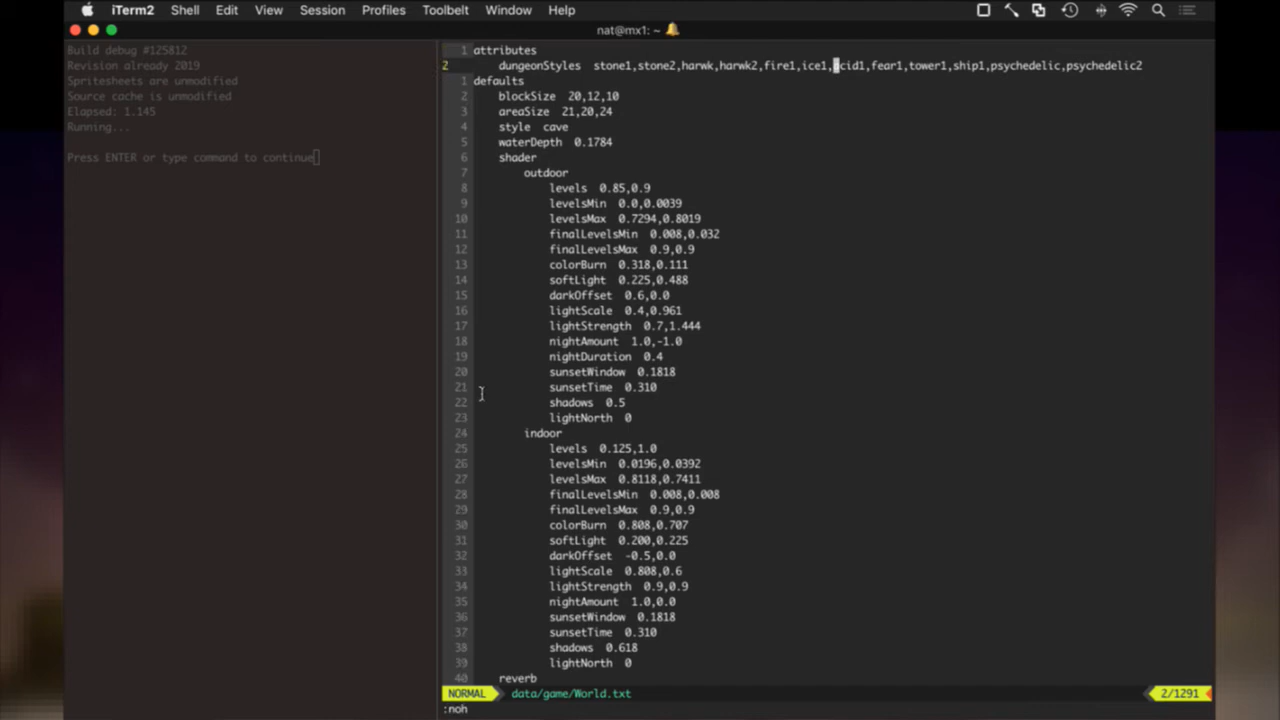 iTerm2 Shell Edit View Session Profiles Toolbelt Window Help
nat@mx1: ~
Build debug #125812
Revision already 2019
Spritesheets are unmodified
Source cache is unmodified
Elapsed: 1.145
Running...
Press ENTER or type command to continue
1 attributes
2 dungeonStyles stone1,stone2,harwk,harwk2,fire1,ice1,acid1,fear1,tower1,ship1,psychedelic,psychedelic2
1 defaults
2 blockSize 20,12,10
3 areaSize 21,20,24
4 style cave
5 waterDepth 0.1784
6 shader
7 outdoor
8 levels 0.85,0.9
9 levelsMin 0.0,0.0039
10 levelsMax 0.7294,0.8019
11 finalLevelsMin 0.008,0.032
12 finalLevelsMax 0.9,0.9
13 colorBurn 0.318,0.111
14 softLight 0.225,0.488
15 darkOffset 0.6,0.0
16 lightScale 0.4,0.961
17 lightStrength 0.7,1.444
18 nightAmount 1.0,-1.0
19 nightDuration 0.4
20 sunsetWindow 0.1818
21 sunsetTime 0.310
22 shadows 0.5
23 lightNorth 0
24 indoor
25 levels 0.125,1.0
26 levelsMin 0.0196,0.0392
27 levelsMax 0.8118,0.7411
28 finalLevelsMin 0.008,0.008
29 finalLevelsMax 0.9,0.9
30 colorBurn 0.808,0.707
31 softLight 0.200,0.225
32 darkOffset -0.5,0.0
33 lightScale 0.808,0.6
34 lightStrength 0.9,0.9
35 nightAmount 1.0,0.0
36 sunsetWindow 0.1818
37 sunsetTime 0.310
38 shadows 0.618
39 lightNorth 0
40 reverb
NORMAL data/game/World.txt 2/1291
:noh